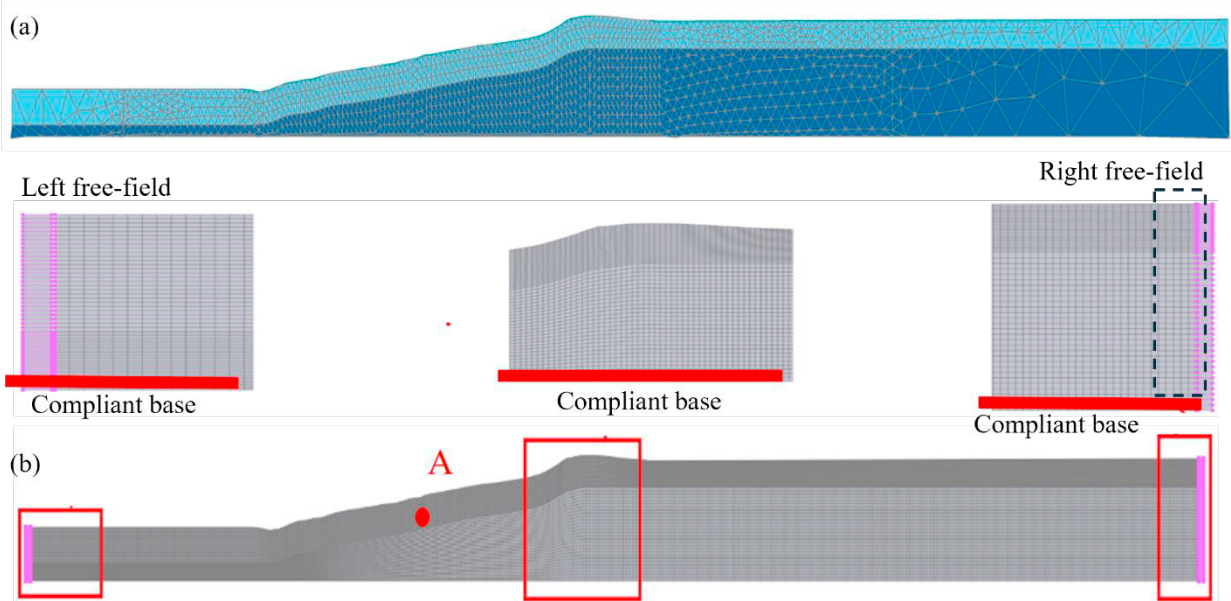 (a)
Left free-field
Right free-field
Compliant base
Compliant base
Compliant base
(b)
A